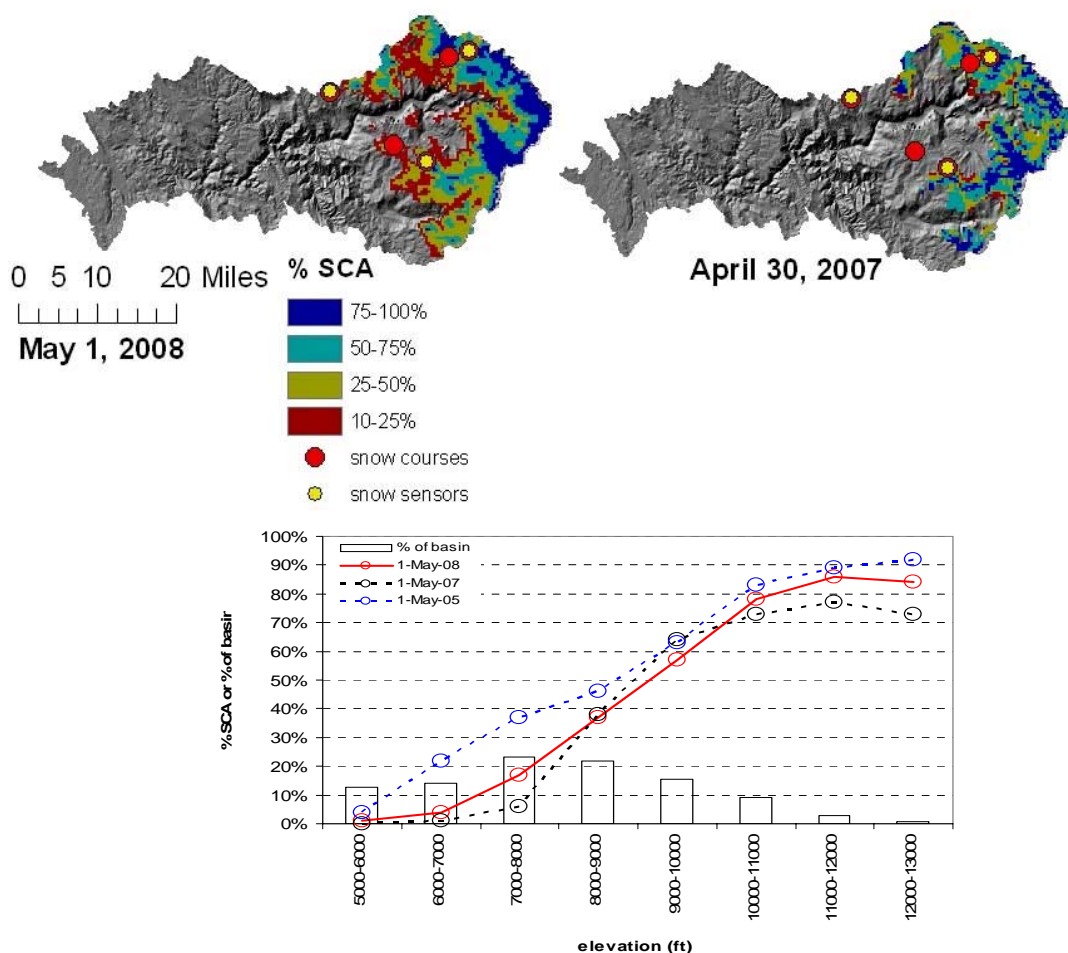 0 5 10 20 Miles
May 1, 2008
% SCA
75-100%
50-75%
25-50%
10-25%
snow courses
snow sensors
April 30, 2007
100%
90%
80%
70%
60%
50%
40%
30%
20%
10%
0%
%SCA or %of basin
% of basin
1-May-08
1-May-07
1-May-05
5000-6000
6000-7000
7000-8000
8000-9000
9000-10000
10000-11000
11000-12000
12000-13000
elevation (ft)